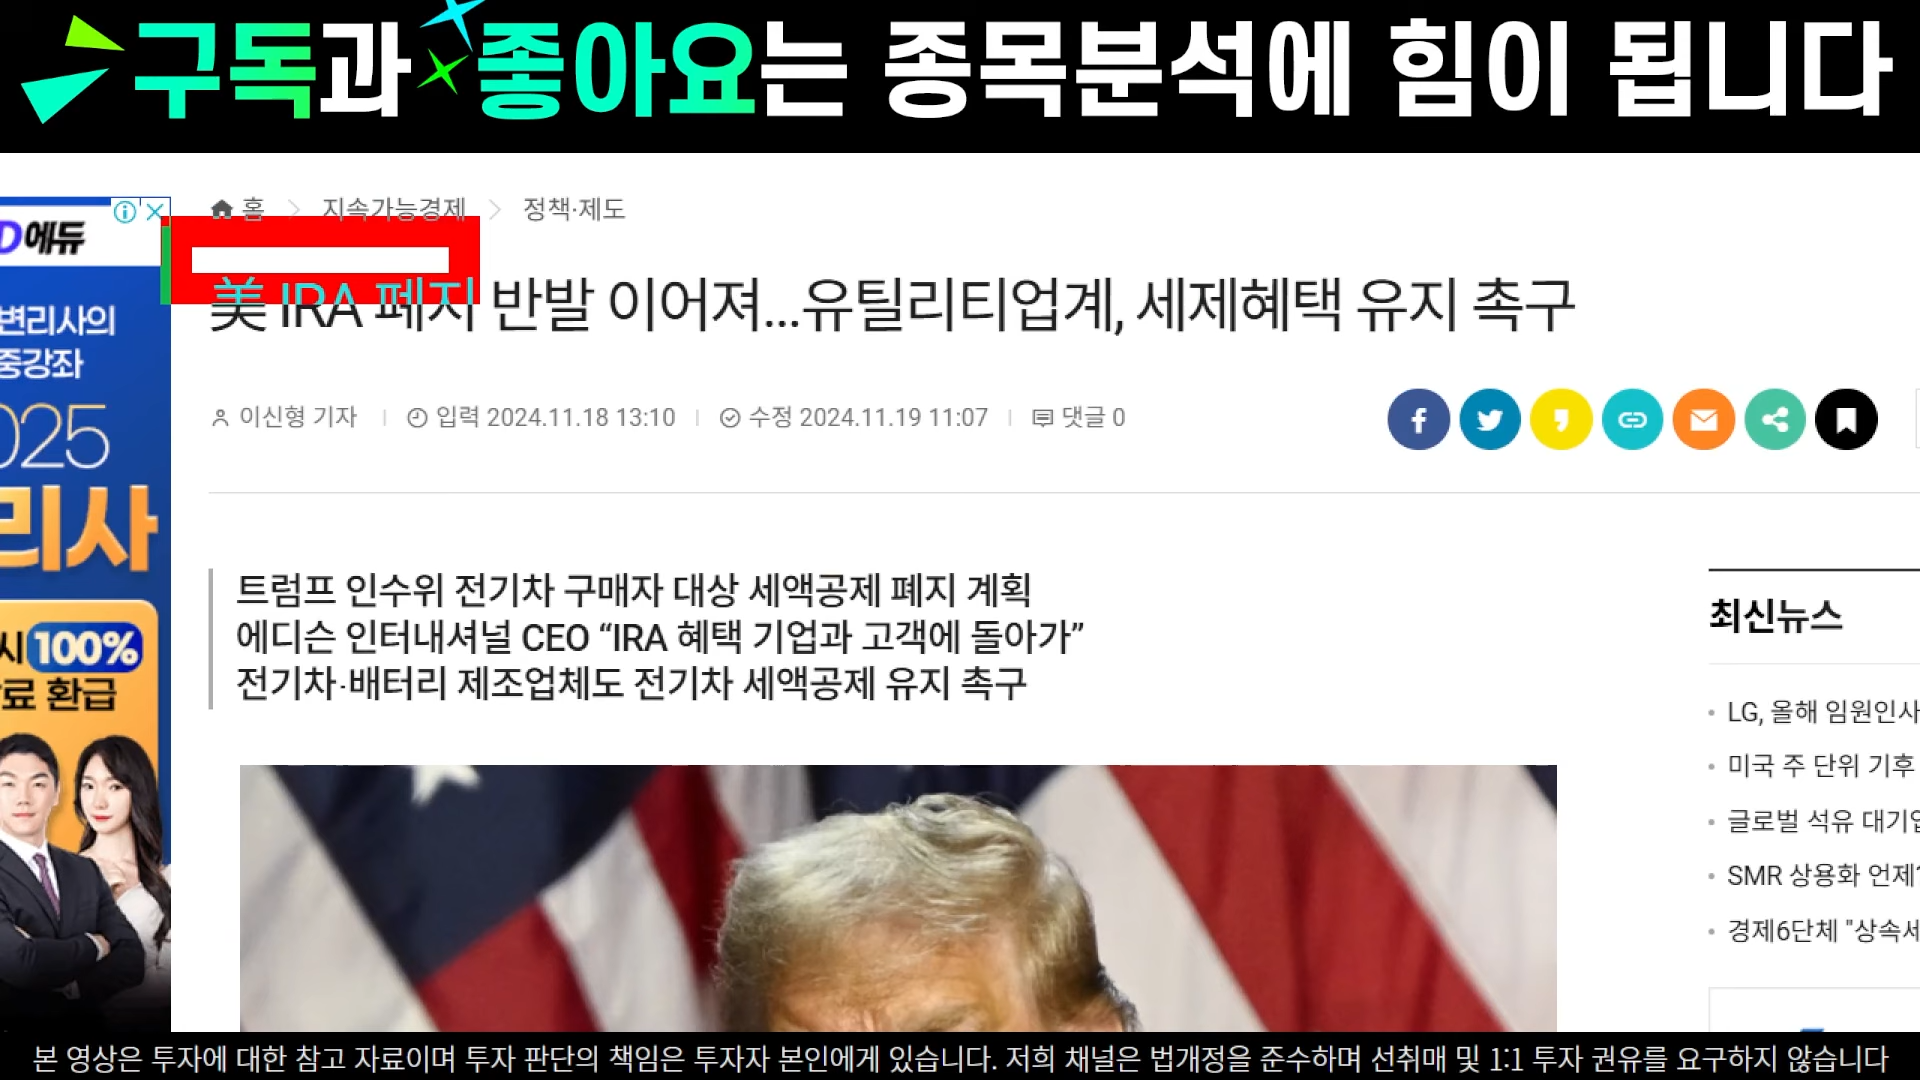 구독과 좋아요는 종목분석에 힘이 됩니다
홈 지속가능경제 정책·제도
美 IRA 폐지 반발 이어져...유틸리티업계, 세제혜택 유지 촉구
이신형 기자 입력 2024.11.18 13:10 수정 2024.11.19 11:07 댓글 0
트럼프 인수위 전기차 구매자 대상 세액공제 폐지 계획
에디슨 인터내셔널 CEO “IRA 혜택 기업과 고객에 돌아가”
전기차·배터리 제조업체도 전기차 세액공제 유지 촉구
D에듀
변리사의
중강좌
025
리사
시 100%
료 환급
최신뉴스
LG, 올해 임원인사
미국 주 단위 기후
글로벌 석유 대기업
SMR 상용화 언제
경제6단체 "상속세
본 영상은 투자에 대한 참고 자료이며 투자 판단의 책임은 투자자 본인에게 있습니다. 저희 채널은 법개정을 준수하며 선취매 및 1:1 투자 권유를 요구하지 않습니다